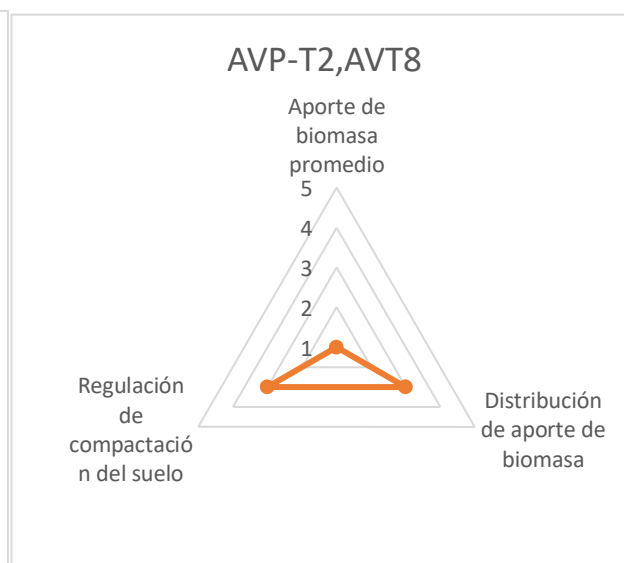 AVP-T2,AVT8
Aporte de
biomasa
promedio
5
4
3
2
1
Regulación
de
compactació
n del suelo
Distribución
de aporte de
biomasa